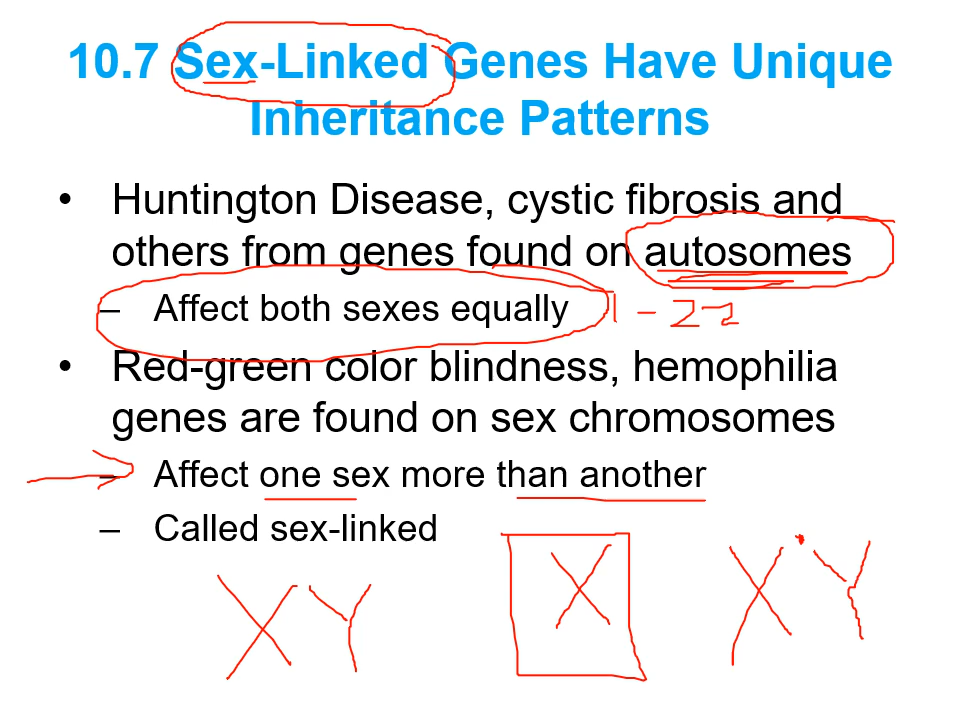 10.7 Sex-Linked Genes Have Unique
Inheritance Patterns
• Huntington Disease, cystic fibrosis and
others from genes found on autosomes
– Affect both sexes equally 1 - 22
• Red-green color blindness, hemophilia
genes are found on sex chromosomes
– Affect one sex more than another
– Called sex-linked
XY X XY